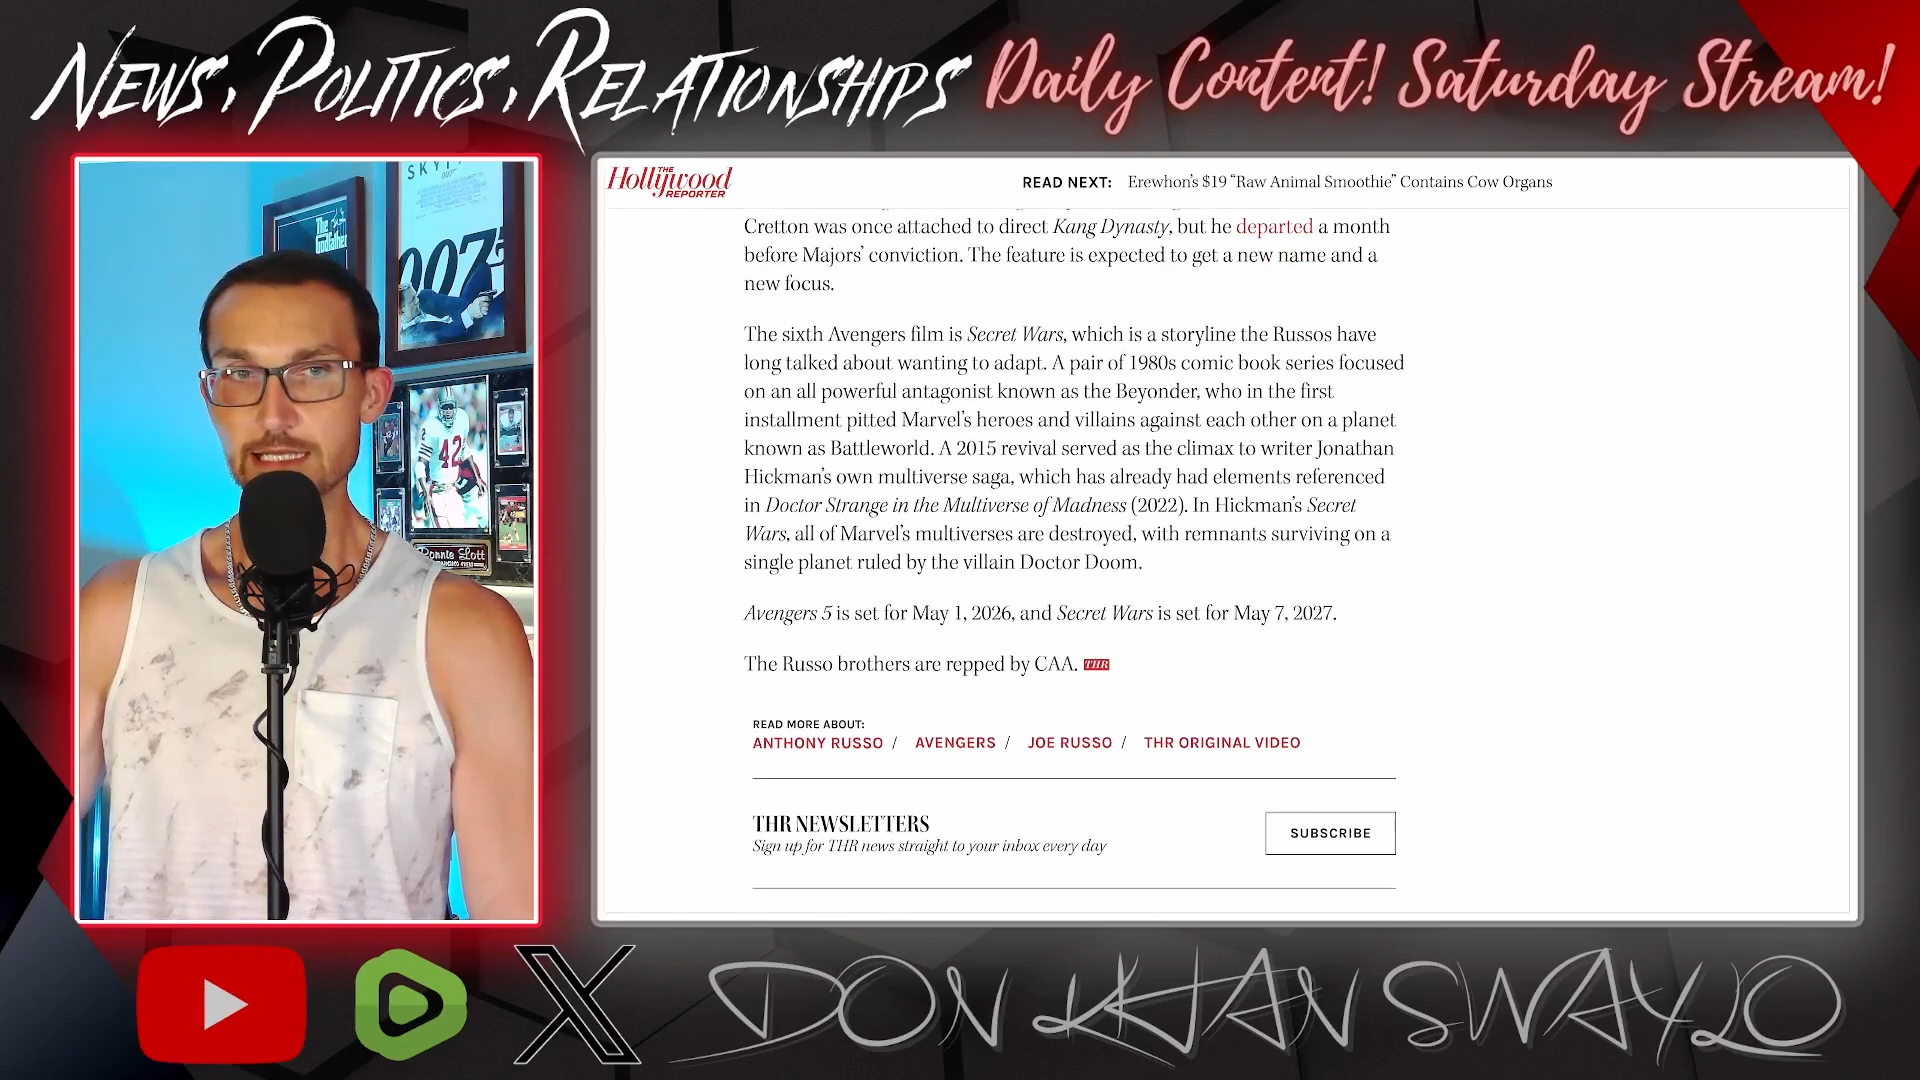 NEWS, POLITICS, RELATIONSHIPS
Daily Content! Saturday Stream!
SKYF
007
The
Godfather
007
42
Ronnie Lott
THE
Hollywood
REPORTER
READ NEXT: Erewhon's $19 “Raw Animal Smoothie” Contains Cow Organs
Cretton was once attached to direct Kang Dynasty, but he departed a month
before Majors’ conviction. The feature is expected to get a new name and a
new focus.
The sixth Avengers film is Secret Wars, which is a storyline the Russos have
long talked about wanting to adapt. A pair of 1980s comic book series focused
on an all powerful antagonist known as the Beyonder, who in the first
installment pitted Marvel’s heroes and villains against each other on a planet
known as Battleworld. A 2015 revival served as the climax to writer Jonathan
Hickman’s own multiverse saga, which has already had elements referenced
in Doctor Strange in the Multiverse of Madness (2022). In Hickman’s Secret
Wars, all of Marvel’s multiverses are destroyed, with remnants surviving on a
single planet ruled by the villain Doctor Doom.
Avengers 5 is set for May 1, 2026, and Secret Wars is set for May 7, 2027.
The Russo brothers are repped by CAA. THR
READ MORE ABOUT:
ANTHONY RUSSO / AVENGERS / JOE RUSSO / THR ORIGINAL VIDEO
THR NEWSLETTERS
Sign up for THR news straight to your inbox every day
SUBSCRIBE
DON KHAN SWAYLO